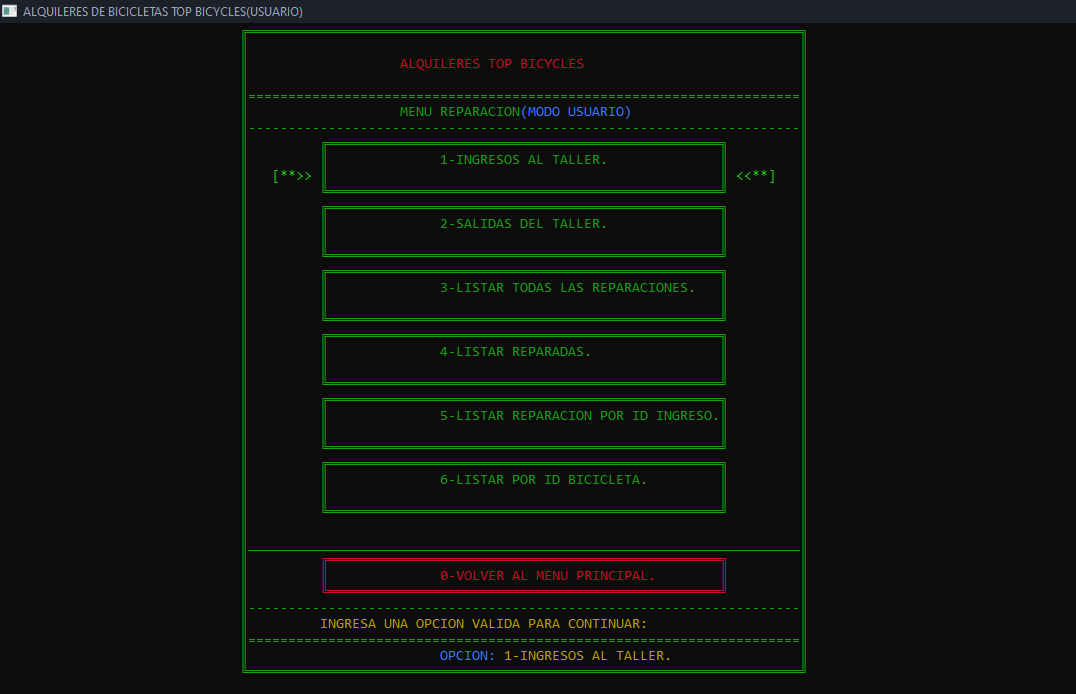 ALQUILERES DE BICICLETAS TOP BICYCLES(USUARIO)
ALQUILERES TOP BICYCLES
MENU REPARACION(MODO USUARIO)
1-INGRESOS AL TALLER.
[**>> <<**]
2-SALIDAS DEL TALLER.
3-LISTAR TODAS LAS REPARACIONES.
4-LISTAR REPARADAS.
5-LISTAR REPARACION POR ID INGRESO.
6-LISTAR POR ID BICICLETA.
0-VOLVER AL MENU PRINCIPAL.
INGRESA UNA OPCION VALIDA PARA CONTINUAR:
OPCION: 1-INGRESOS AL TALLER.